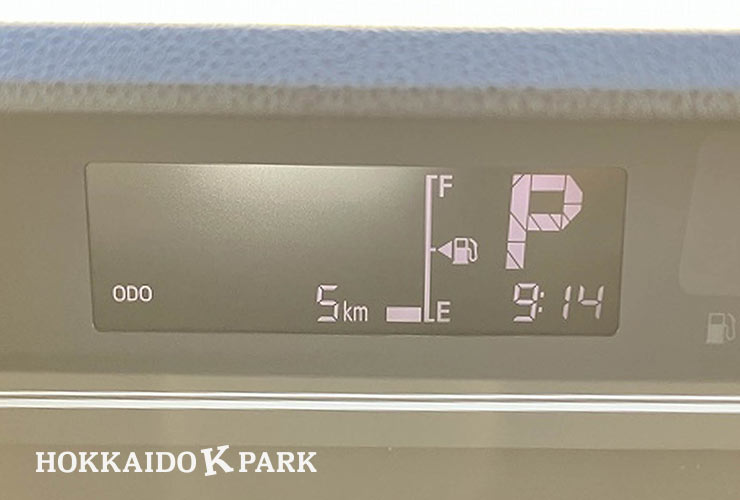 F
P
ODO 5km E 9:14
HOKKAIDO K PARK